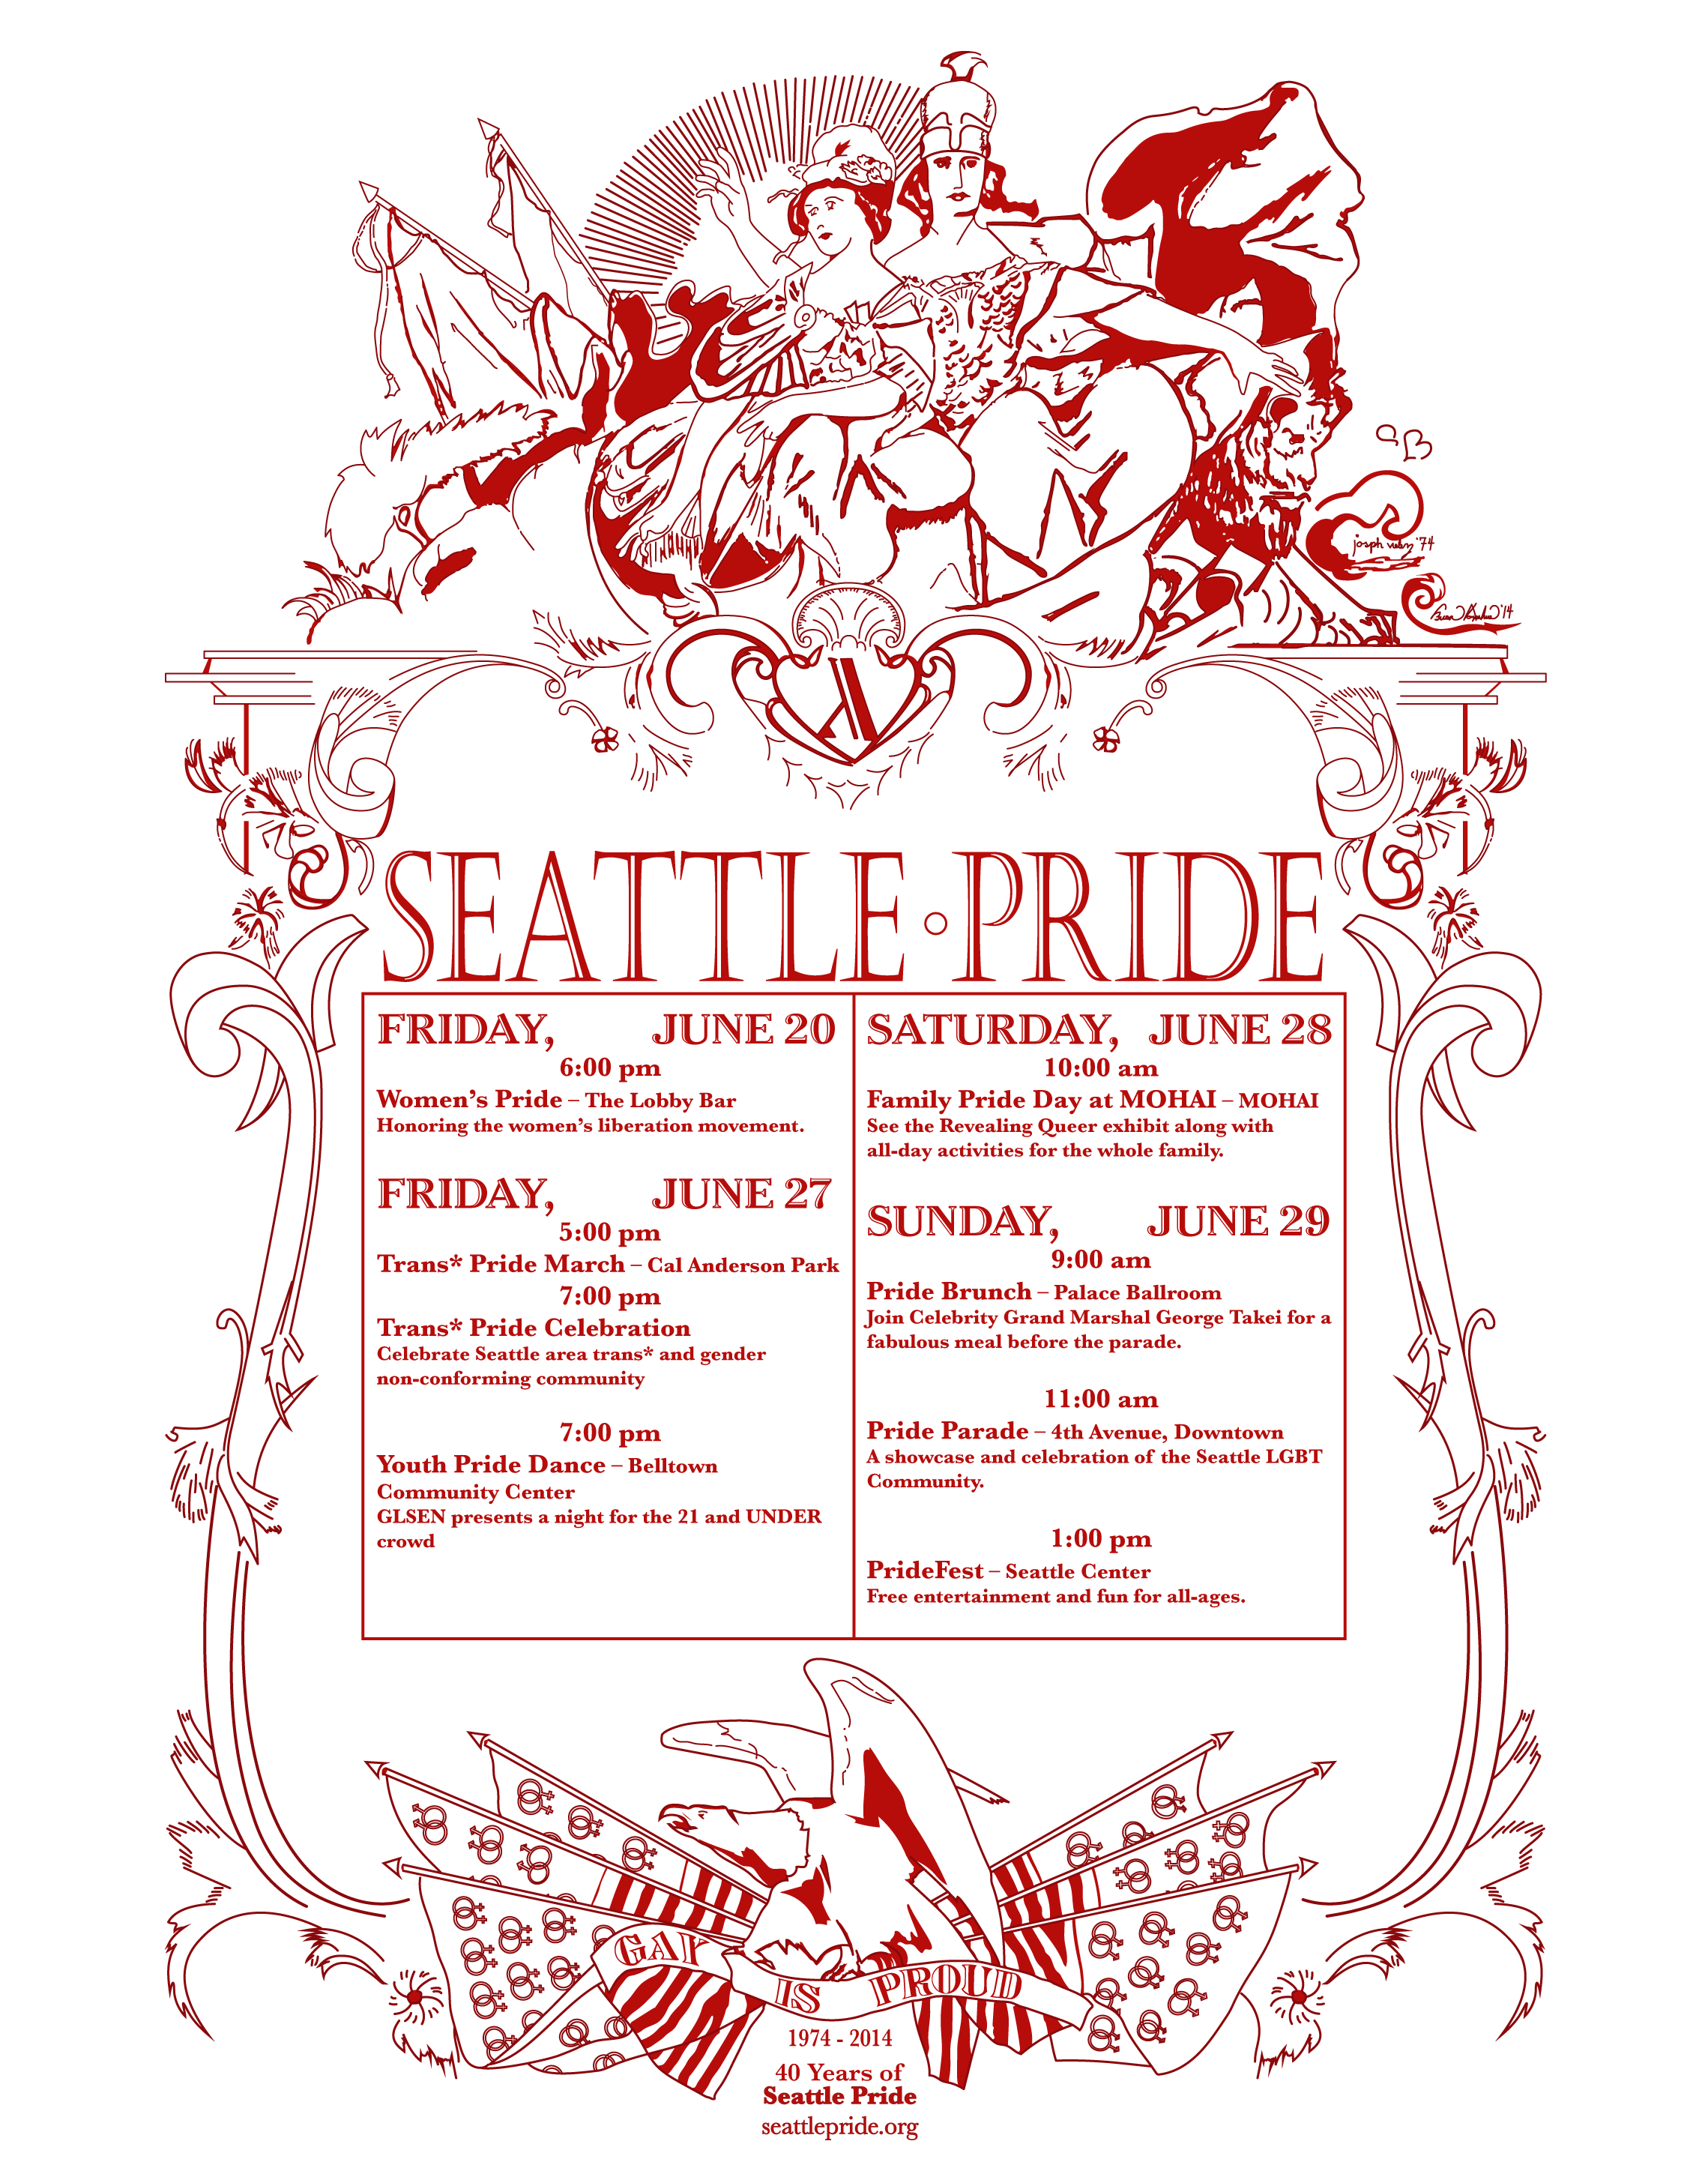 joseph '74
'14
SEATTLE·PRIDE
FRIDAY, JUNE 20
6:00 pm
Women's Pride – The Lobby Bar
Honoring the women's liberation movement.
FRIDAY, JUNE 27
5:00 pm
Trans* Pride March – Cal Anderson Park
7:00 pm
Trans* Pride Celebration
Celebrate Seattle area trans* and gender
non-conforming community
7:00 pm
Youth Pride Dance – Belltown
Community Center
GLSEN presents a night for the 21 and UNDER
crowd
SATURDAY, JUNE 28
10:00 am
Family Pride Day at MOHAI – MOHAI
See the Revealing Queer exhibit along with
all-day activities for the whole family.
SUNDAY, JUNE 29
9:00 am
Pride Brunch – Palace Ballroom
Join Celebrity Grand Marshal George Takei for a
fabulous meal before the parade.
11:00 am
Pride Parade – 4th Avenue, Downtown
A showcase and celebration of the Seattle LGBT
Community.
1:00 pm
PrideFest – Seattle Center
Free entertainment and fun for all-ages.
GAY IS PROUD
1974 - 2014
40 Years of
Seattle Pride
seattlepride.org